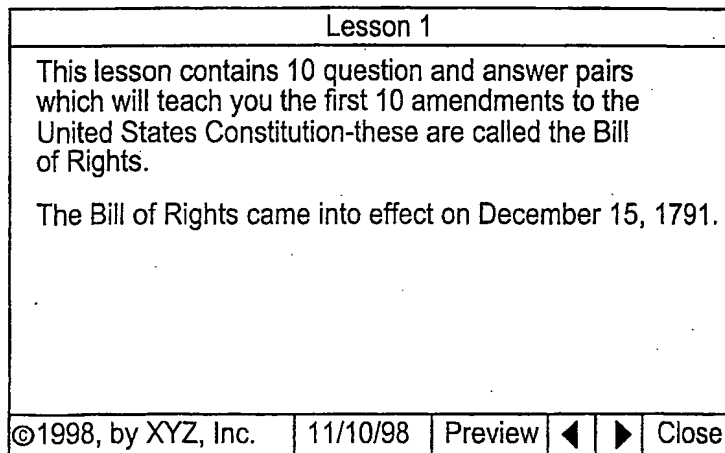 Lesson 1
This lesson contains 10 question and answer pairs
which will teach you the first 10 amendments to the
United States Constitution-these are called the Bill
of Rights.
The Bill of Rights came into effect on December 15, 1791.
©1998, by XYZ, Inc. 11/10/98 Preview ◀ ▶ Close